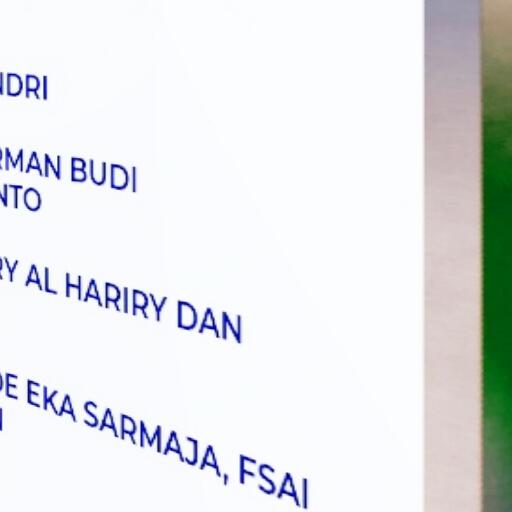 NDRI
RMAN BUDI
NTO
RY AL HARIRY DAN
DE EKA SARMAJA, FSAI